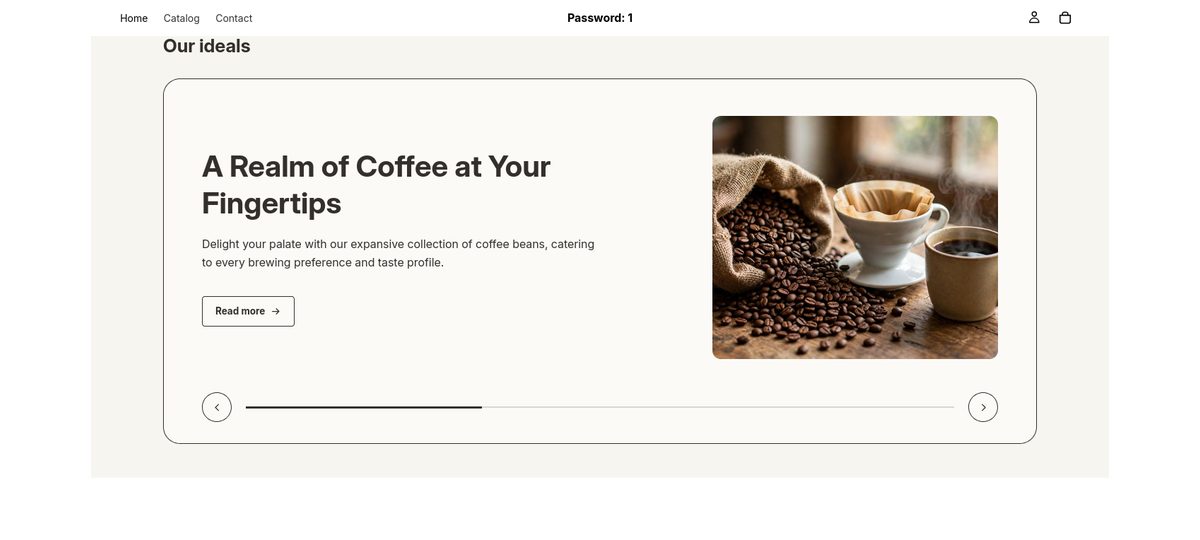 Home Catalog Contact Password: 1
Our ideals
A Realm of Coffee at Your
Fingertips
Delight your palate with our expansive collection of coffee beans, catering
to every brewing preference and taste profile.
Read more →